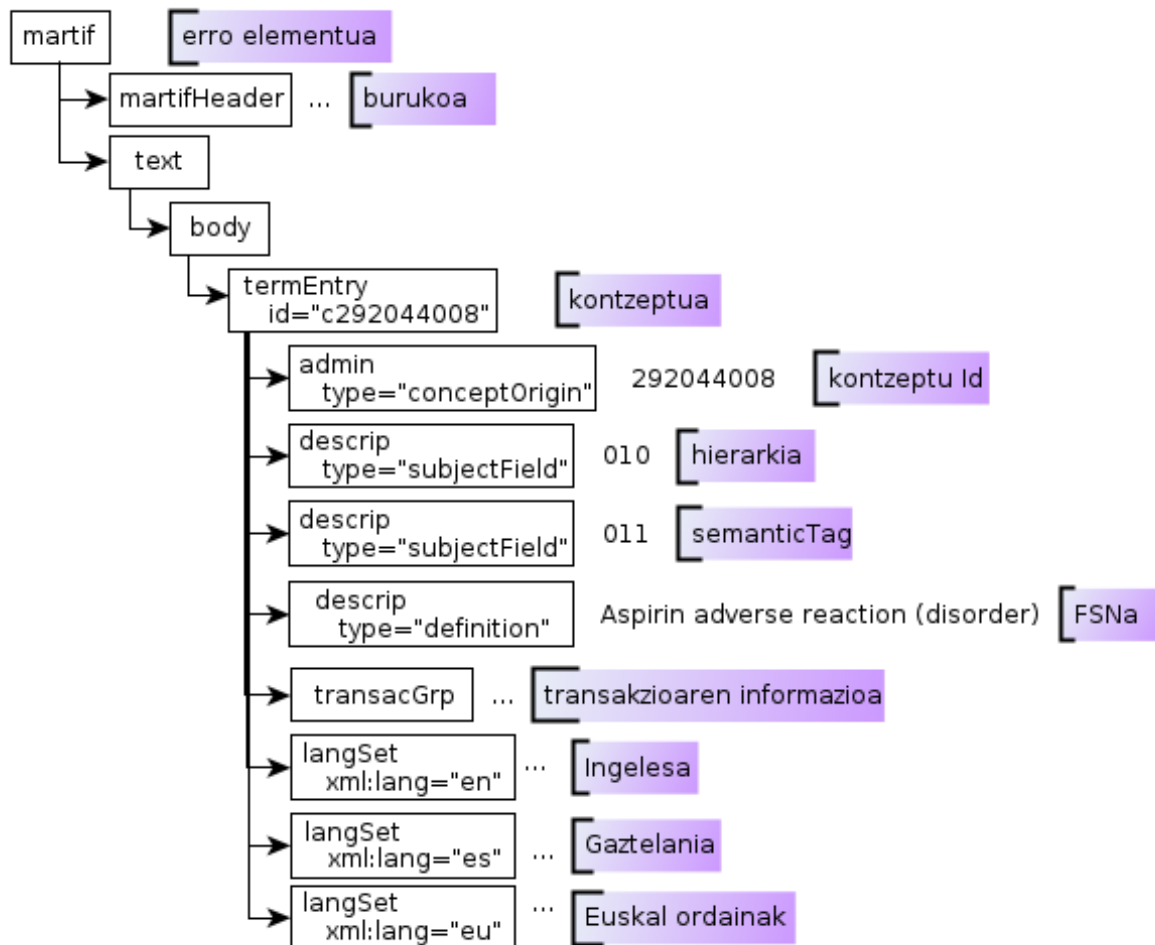 martif erro elementua
martifHeader ... burukoa
text
body
termEntry
id="c292044008" kontzeptua
admin
type="conceptOrigin" 292044008 kontzeptu Id
descrip
type="subjectField" 010 hierarkia
descrip
type="subjectField" 011 semanticTag
descrip
type="definition" Aspirin adverse reaction (disorder) FSNa
transacGrp ... transakzioaren informazioa
langSet
xml:lang="en" ... Ingelesa
langSet
xml:lang="es" ... Gaztelania
langSet
xml:lang="eu" ... Euskal ordainak